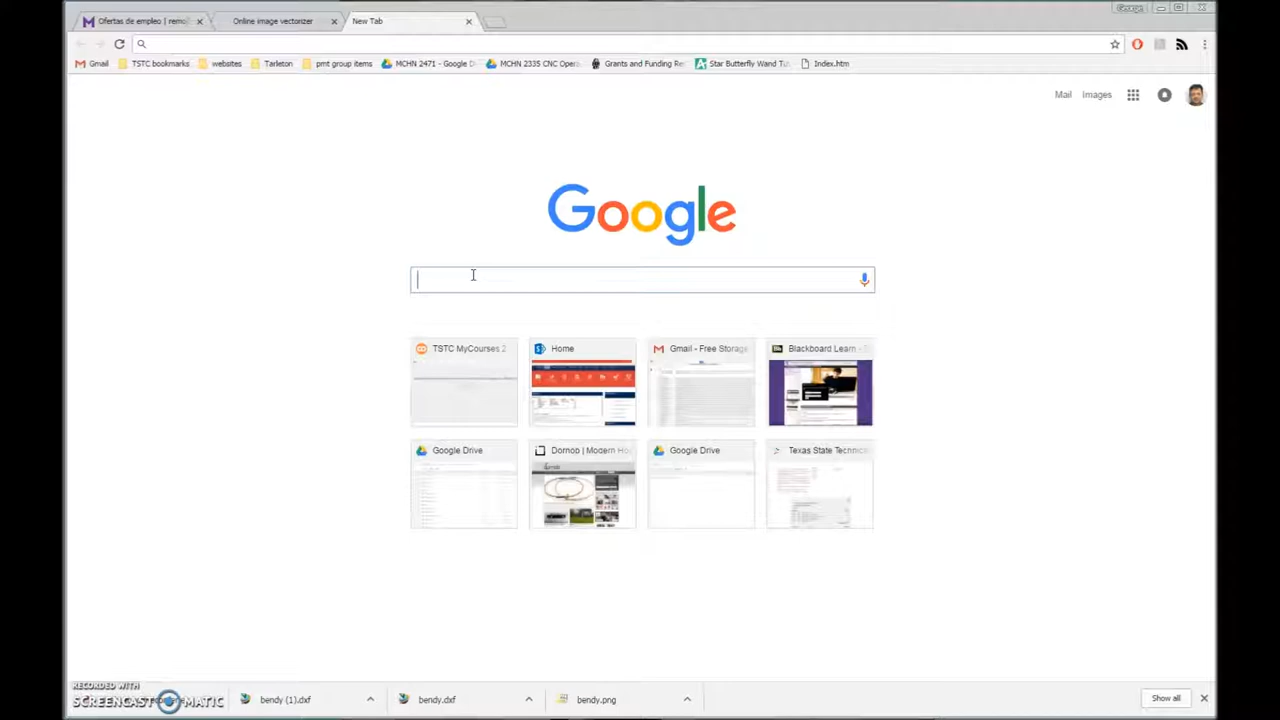 Ofertas de empleo | remo
Online image vectorizer
New Tab
George
Gmail
TSTC bookmarks
websites
Tarleton
pmt group items
MCHN 2471 - Google D
MCHN 2335 CNC Oper
Grants and Funding Re
Star Butterfly Wand Tu
Index.htm
Mail
Images
Google
TSTC MyCourses 2
Home
Gmail - Free Storage
Blackboard Learn -
Google Drive
Dornob | Modern Ho
Google Drive
Texas State Technic
RECORDED WITH
SCREENCAST MATIC
bendy (1).dxf
bendy.dxf
bendy.png
Show all